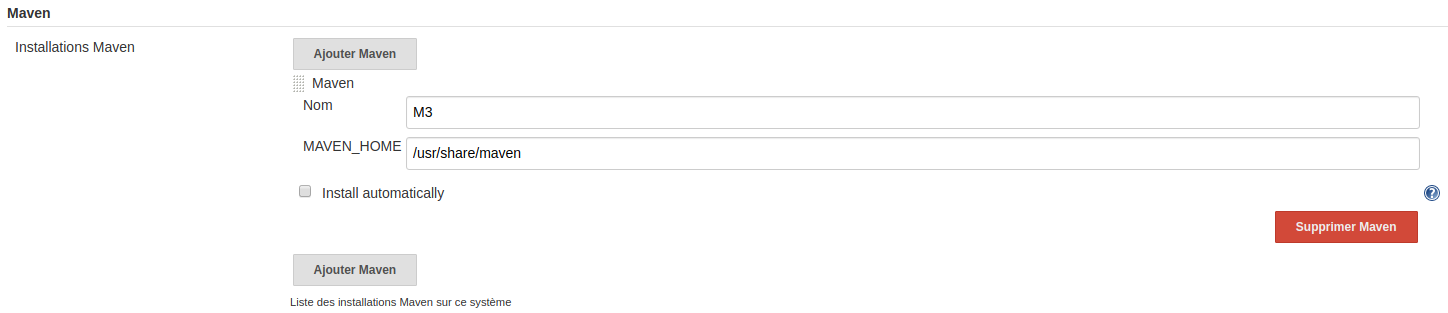 Maven
Installations Maven
Ajouter Maven
Maven
Nom
M3
MAVEN_HOME
/usr/share/maven
Install automatically
?
Supprimer Maven
Ajouter Maven
Liste des installations Maven sur ce système